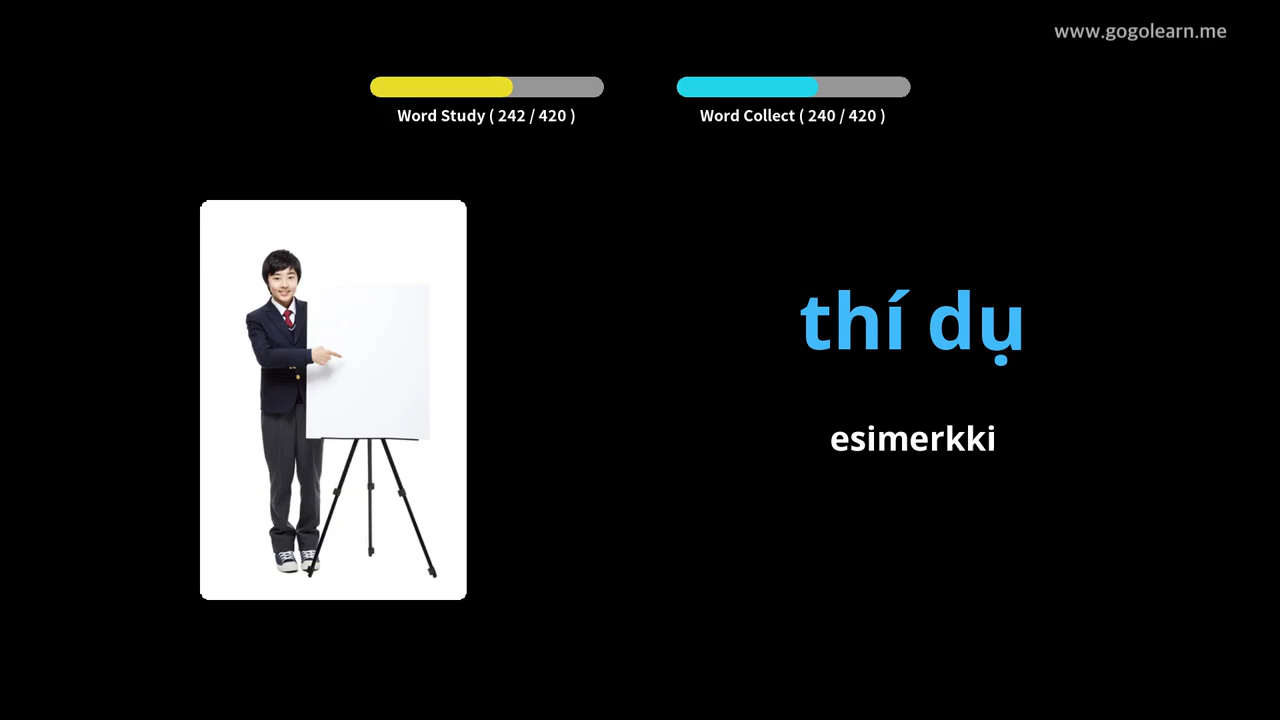 www.gogolearn.me
Word Study ( 242 / 420 )
Word Collect ( 240 / 420 )
thí dụ
esimerkki